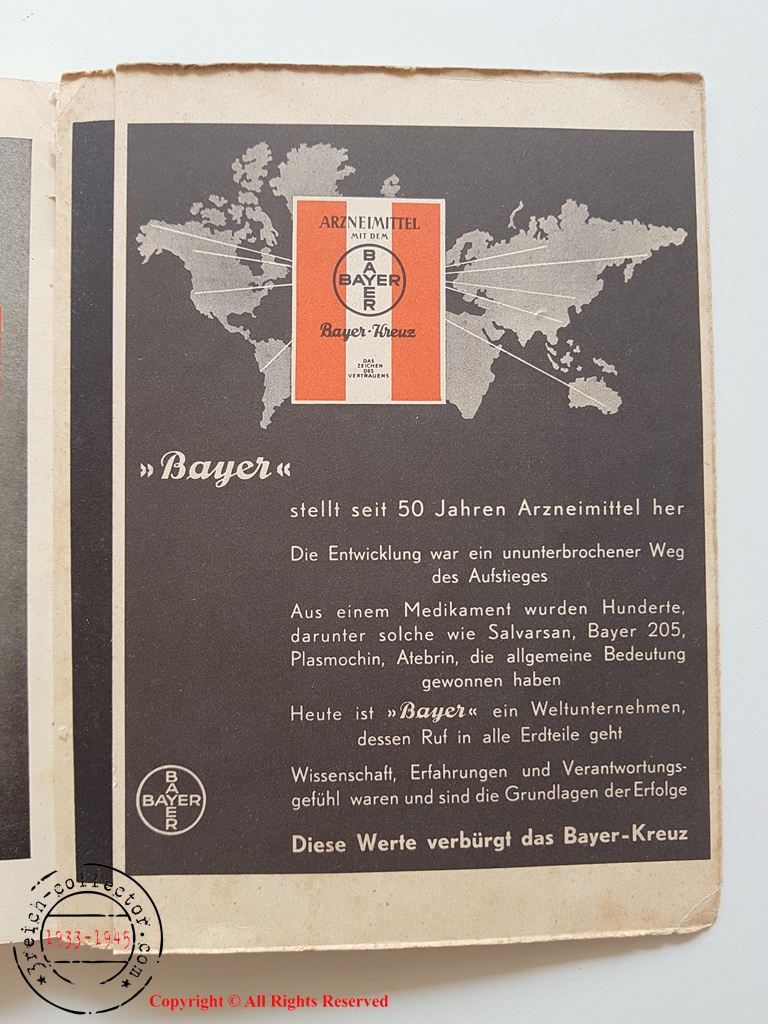 ARZNEIMITTEL
MIT DEM
BAYER
BAYER
Bayer-Kreuz
DAS
ZEICHEN
DES
VERTRAUENS
»Bayer«
stellt seit 50 Jahren Arzneimittel her
Die Entwicklung war ein ununterbrochener Weg
des Aufstieges
Aus einem Medikament wurden Hunderte,
darunter solche wie Salvarsan, Bayer 205,
Plasmochin, Atebrin, die allgemeine Bedeutung
gewonnen haben
Heute ist »Bayer« ein Weltunternehmen,
dessen Ruf in alle Erdteile geht
Wissenschaft, Erfahrungen und Verantwortungs-
gefühl waren und sind die Grundlagen der Erfolge
Diese Werte verbürgt das Bayer-Kreuz
BAYER
BAYER
3reich-collector.com
1933-1945
Copyright © All Rights Reserved